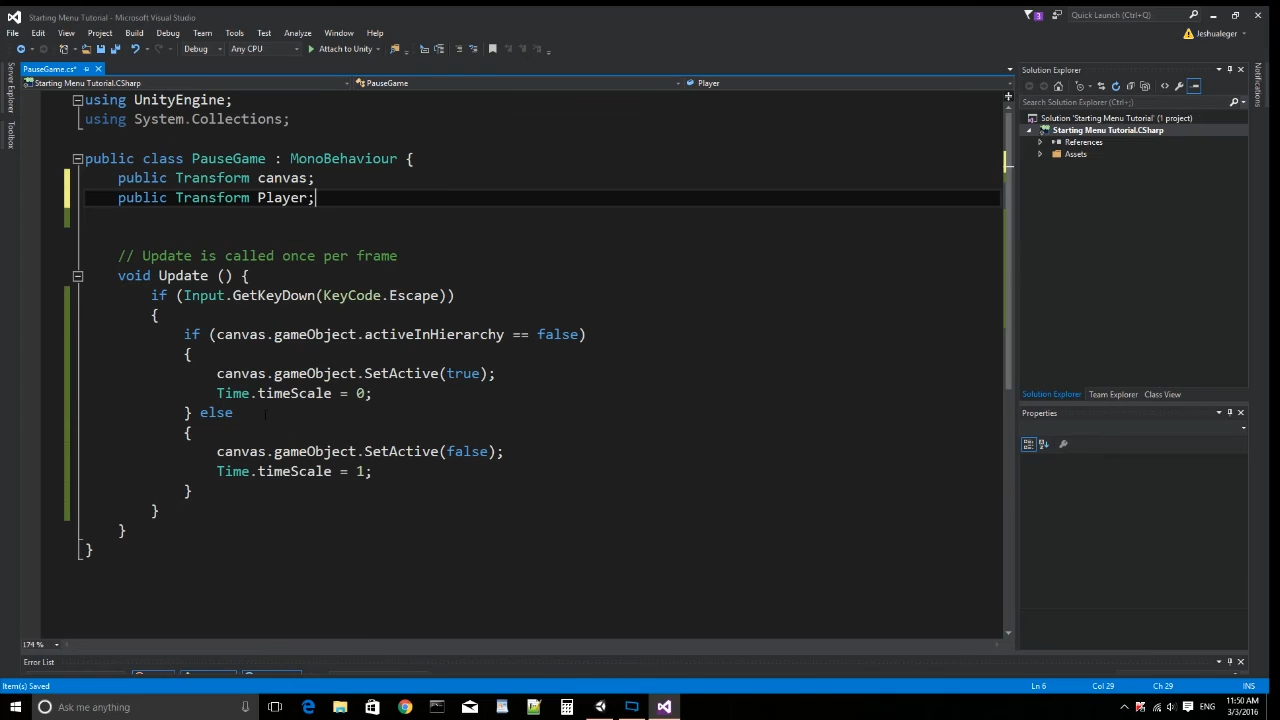 Starting Menu Tutorial - Microsoft Visual Studio
3
Quick Launch (Ctrl+;)
File Edit View Project Build Debug Team Tools Test Analyze Window Help
Jeshualeger
Debug Any CPU Attach to Unity
Server Explorer
Toolbox
PauseGame.cs*
Starting Menu Tutorial.CSharp PauseGame Player
using UnityEngine;
using System.Collections;
public class PauseGame : MonoBehaviour {
public Transform canvas;
public Transform Player;
// Update is called once per frame
void Update () {
if (Input.GetKeyDown(KeyCode.Escape))
{
if (canvas.gameObject.activeInHierarchy == false)
{
canvas.gameObject.SetActive(true);
Time.timeScale = 0;
} else
{
canvas.gameObject.SetActive(false);
Time.timeScale = 1;
}
}
}
}
174 %
Error List
Solution Explorer
Search Solution Explorer (Ctrl+;)
Solution 'Starting Menu Tutorial' (1 project)
Starting Menu Tutorial.CSharp
References
Assets
Solution Explorer Team Explorer Class View
Properties
Notifications
Item(s) Saved Ln 6 Col 29 Ch 29 INS
Ask me anything
ENG
11:50 AM
3/3/2016